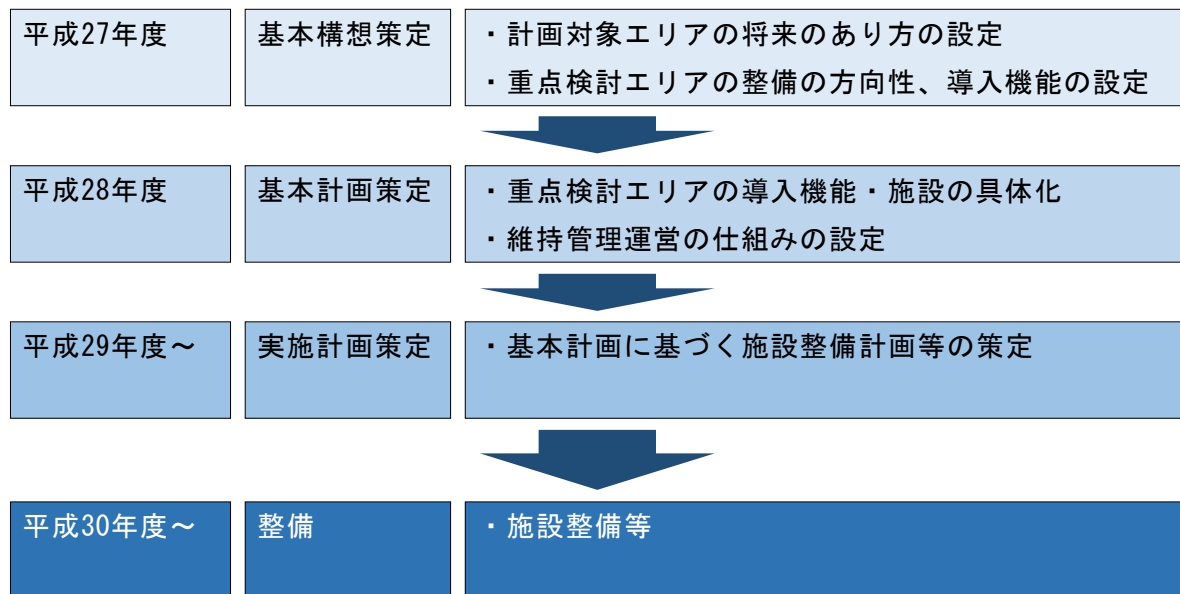 平成27年度 基本構想策定 ・計画対象エリアの将来のあり方の設定
・重点検討エリアの整備の方向性、導入機能の設定
平成28年度 基本計画策定 ・重点検討エリアの導入機能・施設の具体化
・維持管理運営の仕組みの設定
平成29年度～ 実施計画策定 ・基本計画に基づく施設整備計画等の策定
平成30年度～ 整備 ・施設整備等